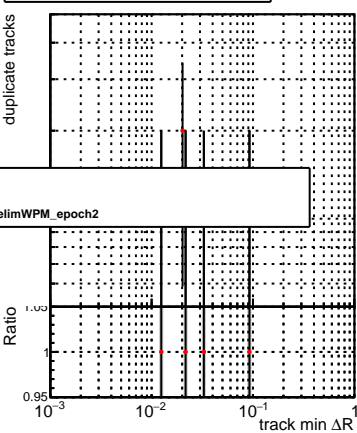 duplicate tracks
elimWPM_epoch2
Ratio
1.05
1
0.95
10⁻³ 10⁻² 10⁻¹ 1
track min ΔR